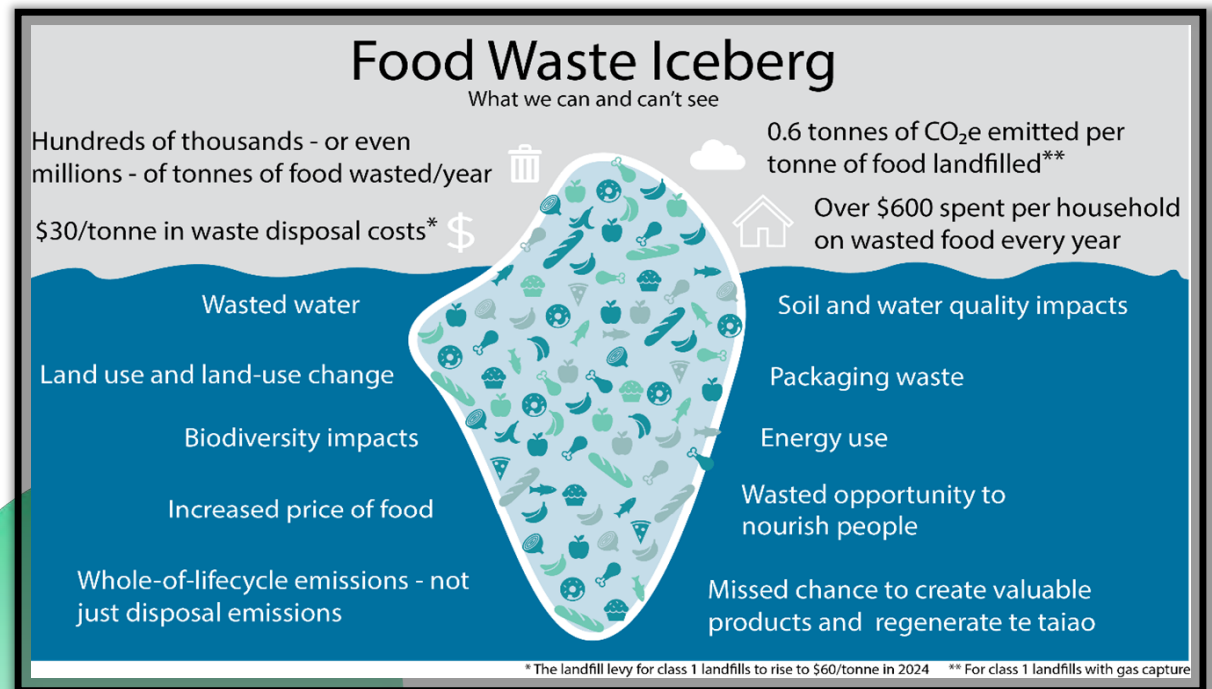 Food Waste Iceberg
What we can and can't see
Hundreds of thousands - or even
millions - of tonnes of food wasted/year
$30/tonne in waste disposal costs*
$
0.6 tonnes of CO₂e emitted per
tonne of food landfilled**
Over $600 spent per household
on wasted food every year
Wasted water
Land use and land-use change
Biodiversity impacts
Increased price of food
Whole-of-lifecycle emissions - not
just disposal emissions
Soil and water quality impacts
Packaging waste
Energy use
Wasted opportunity to
nourish people
Missed chance to create valuable
products and regenerate te taiao
* The landfill levy for class 1 landfills to rise to $60/tonne in 2024 ** For class 1 landfills with gas capture